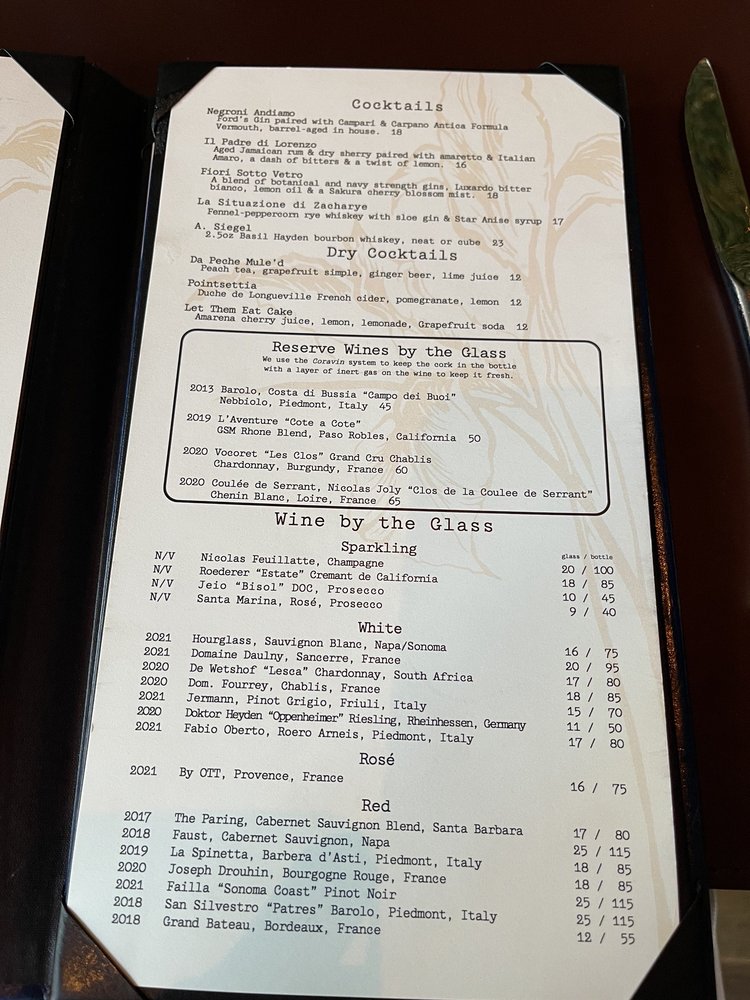 Cocktails
Negroni Andiamo
Ford's Gin paired with Campari & Carpano Antica Formula
Vermouth, barrel-aged in house. 18
Il Padre di Lorenzo
Aged Jamaican rum & dry sherry paired with amaretto & Italian
Amaro, a dash of bitters & a twist of lemon. 16
Fiori Sotto Vetro
A blend of botanical and navy strength gins, Luxardo bitter
bianco, lemon oil & a Sakura cherry blossom mist. 18
La Situazione di Zacharye
Fennel-peppercorn rye whiskey with sloe gin & Star Anise syrup 17
A. Siegel
2.5oz Basil Hayden bourbon whiskey, neat or cube 23
Dry Cocktails
Da Peche Mule'd
Peach tea, grapefruit simple, ginger beer, lime juice 12
Pointsettia
Duche de Longueville French cider, pomegranate, lemon 12
Let Them Eat Cake
Amarena cherry juice, lemon, lemonade, Grapefruit soda 12
Reserve Wines by the Glass
We use the Coravin system to keep the cork in the bottle
with a layer of inert gas on the wine to keep it fresh.
2013 Barolo, Costa di Bussia "Campo dei Buoi"
Nebbiolo, Piedmont, Italy 45
2019 L'Aventure "Cote a Cote"
GSM Rhone Blend, Paso Robles, California 50
2020 Vocoret "Les Clos" Grand Cru Chablis
Chardonnay, Burgundy, France 60
2020 Coulée de Serrant, Nicolas Joly "Clos de la Coulee de Serrant"
Chenin Blanc, Loire, France 65
Wine by the Glass
Sparkling
glass / bottle
N/V Nicolas Feuillatte, Champagne 20 / 100
N/V Roederer "Estate" Cremant de California 18 / 85
N/V Jeio "Bisol" DOC, Prosecco 10 / 45
N/V Santa Marina, Rosé, Prosecco 9 / 40
White
2021 Hourglass, Sauvignon Blanc, Napa/Sonoma 16 / 75
2021 Domaine Daulny, Sancerre, France 20 / 95
2020 De Wetshof "Lesca" Chardonnay, South Africa 17 / 80
2020 Dom. Fourrey, Chablis, France 18 / 85
2021 Jermann, Pinot Grigio, Friuli, Italy 15 / 70
2020 Doktor Heyden "Oppenheimer" Riesling, Rheinhessen, Germany 11 / 50
2021 Fabio Oberto, Roero Arneis, Piedmont, Italy 17 / 80
Rosé
2021 By OTT, Provence, France 16 / 75
Red
2017 The Paring, Cabernet Sauvignon Blend, Santa Barbara 17 / 80
2018 Faust, Cabernet Sauvignon, Napa 25 / 115
2019 La Spinetta, Barbera d'Asti, Piedmont, Italy 18 / 85
2020 Joseph Drouhin, Bourgogne Rouge, France 18 / 85
2021 Failla "Sonoma Coast" Pinot Noir 25 / 115
2018 San Silvestro "Patres" Barolo, Piedmont, Italy 25 / 115
2018 Grand Bateau, Bordeaux, France 12 / 55